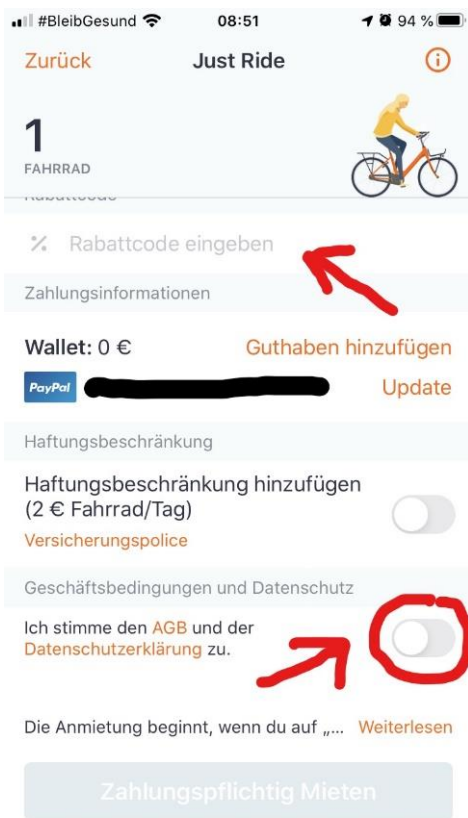 #BleibGesund 08:51 94 %
Zurück Just Ride
1
FAHRRAD
Rabattcode
% Rabattcode eingeben
Zahlungsinformationen
Wallet: 0 € Guthaben hinzufügen
PayPal Update
Haftungsbeschränkung
Haftungsbeschränkung hinzufügen
(2 € Fahrrad/Tag)
Versicherungspolice
Geschäftsbedingungen und Datenschutz
Ich stimme den AGB und der
Datenschutzerklärung zu.
Die Anmietung beginnt, wenn du auf „... Weiterlesen
Zahlungspflichtig Mieten